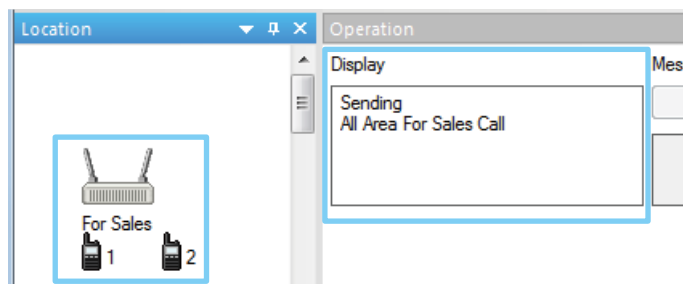 Location
Operation
Display
Sending
All Area For Sales Call
For Sales
1
2